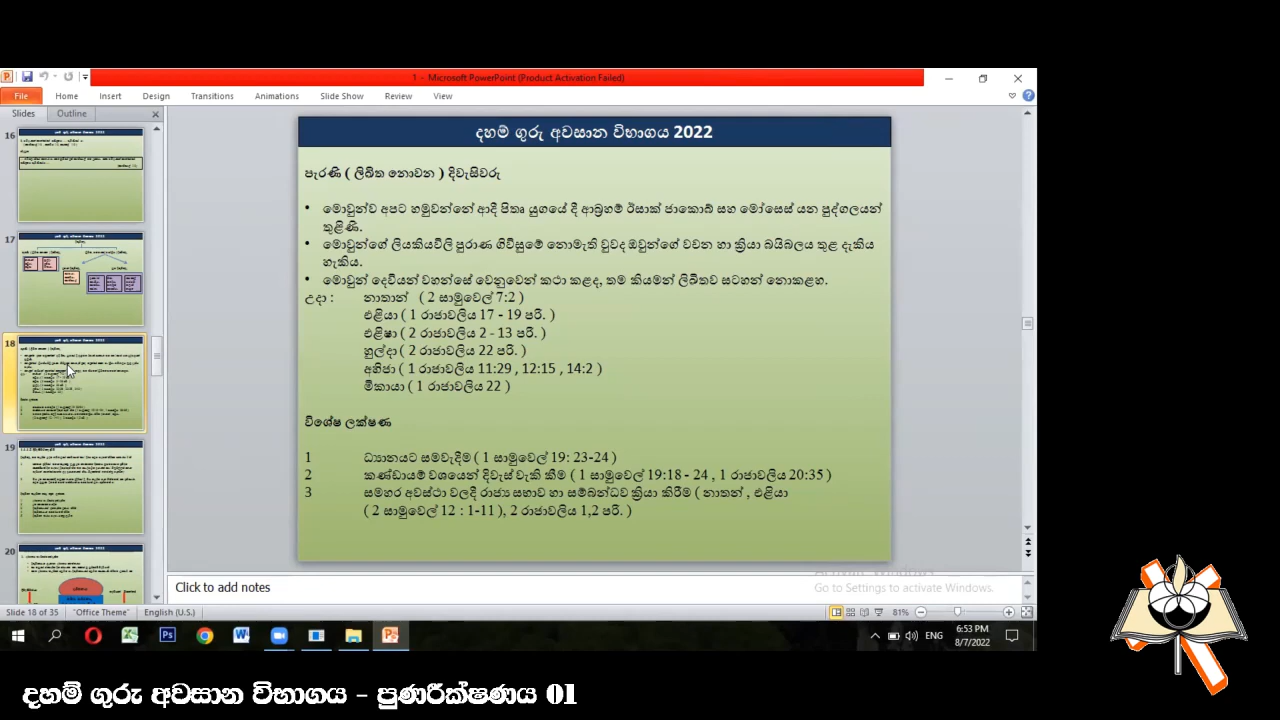 1 - Microsoft PowerPoint (Product Activation Failed)
File Home Insert Design Transitions Animations Slide Show Review View
Slides Outline
16
17
18
19
20
දහම් ගුරු අවසාන විභාගය 2022
පැරණි ( ලිඛිත නොවන ) දිවැසිවරු
• මොවුන්ව අපට හමුවන්නේ ආදි පිතෘ යුගයේ දී ආබ්‍රහම් ඊසාක් ජාකොබ් සහ මෝසෙස් යන පුද්ගලයන්
තුළිණි.
• මොවුන්ගේ ලියකියවිලි පුරාණ ගිවිසුමේ නොමැති වුවද ඔවුන්ගේ වචන හා ක්‍රියා බයිබලය තුළ දැකිය
හැකිය.
• මොවුන් දෙවියන් වහන්සේ වෙනුවෙන් කථා කළද, තම කියමන් ලිඛිතව සටහන් නොකළහ.
උදා : නාතාන් ( 2 සාමුවෙල් 7:2 )
එළියා ( 1 රාජාවලිය 17 - 19 පරි. )
එළිෂා ( 2 රාජාවලිය 2 - 13 පරි. )
හුල්දා ( 2 රාජාවලිය 22 පරි. )
අහිජා ( 1 රාජාවලිය 11:29 , 12:15 , 14:2 )
මීකායා ( 1 රාජාවලිය 22 )
විශේෂ ලක්ෂණ
1 ධ්‍යානයට සමවැදීම ( 1 සාමුවෙල් 19: 23-24 )
2 කණ්ඩායම් වශයෙන් දිවැස් වැකි කීම ( 1 සාමුවෙල් 19:18 - 24 , 1 රාජාවලිය 20:35 )
3 සමහර අවස්ථා වලදී රාජ්‍ය සභාව හා සම්බන්ධව ක්‍රියා කිරීම ( නාතන් , එළියා
( 2 සාමුවෙල් 12 : 1-11 ), 2 රාජාවලිය 1,2 පරි. )
Click to add notes
Go to Settings to activate Windows.
Slide 18 of 35 "Office Theme" English (U.S.) 81%
ENG 6:53 PM
8/7/2022
දහම් ගුරු අවසාන විභාගය - පුණරීක්ෂණය 01